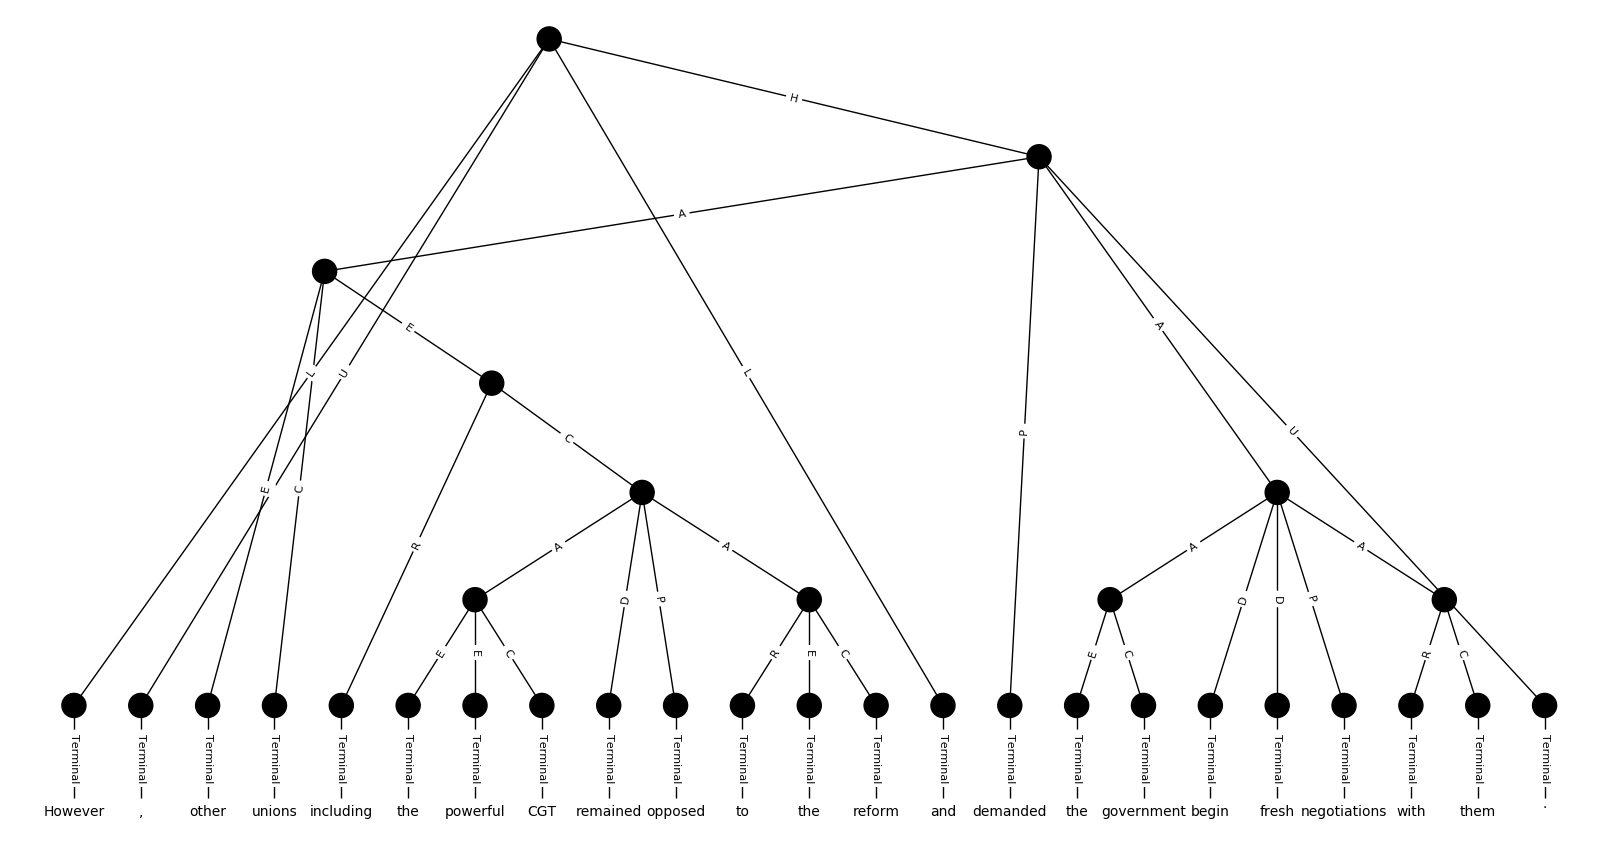 H
A
E
A
L
U
L
C
P
U
E
C
R
A
A
A
A
D
P
D
D
P
E
E
C
R
E
C
E
C
R
C
Terminal Terminal Terminal Terminal Terminal Terminal Terminal Terminal Terminal Terminal Terminal Terminal Terminal Terminal Terminal Terminal Terminal Terminal Terminal Terminal Terminal Terminal Terminal
However , other unions including the powerful CGT remained opposed to the reform and demanded the government begin fresh negotiations with them .